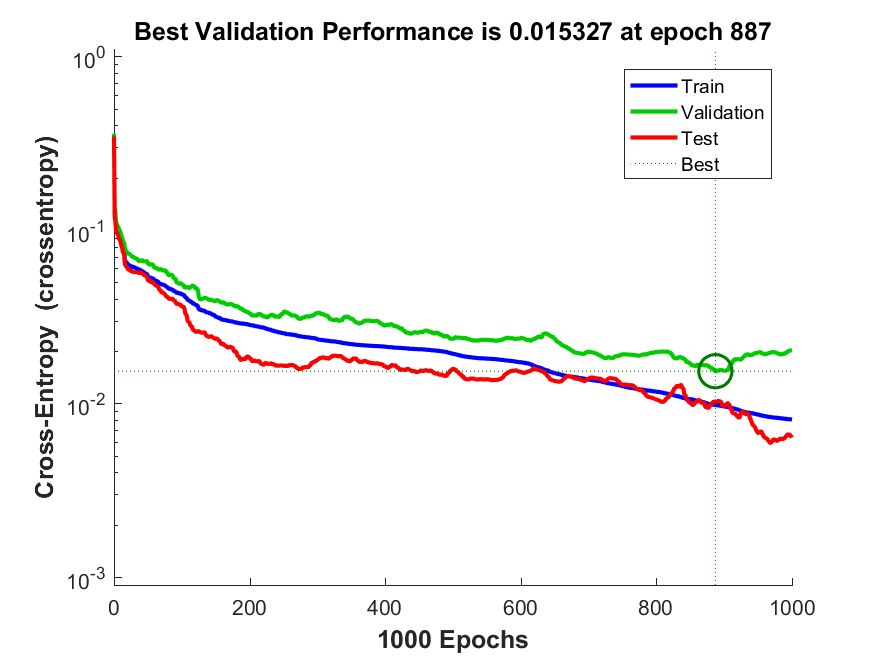 Best Validation Performance is 0.015327 at epoch 887
Cross-Entropy (crossentropy)
10^0
10^-1
10^-2
10^-3
Train
Validation
Test
Best
0 200 400 600 800 1000
1000 Epochs